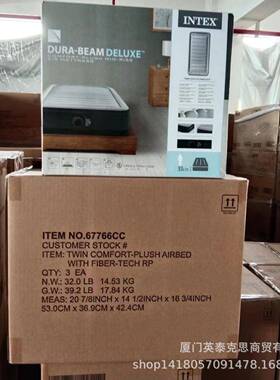 INTEX
DURA-BEAM DELUXE™
ITEM NO.67766CC
CUSTOMER STOCK #
ITEM: TWIN COMFORT-PLUSH AIRBED
WITH FIBER-TECH RP
QTY: 3 EA
N.W: 32.0 LB 14.53 KG
G.W: 39.2 LB 17.84 KG
MEAS: 20 7/8INCH x 14 1/2INCH x 16 3/4INCH
53.0CM x 36.9CM x 42.4CM
厦门英泰克思商贸有
shop1418057091478.1688.